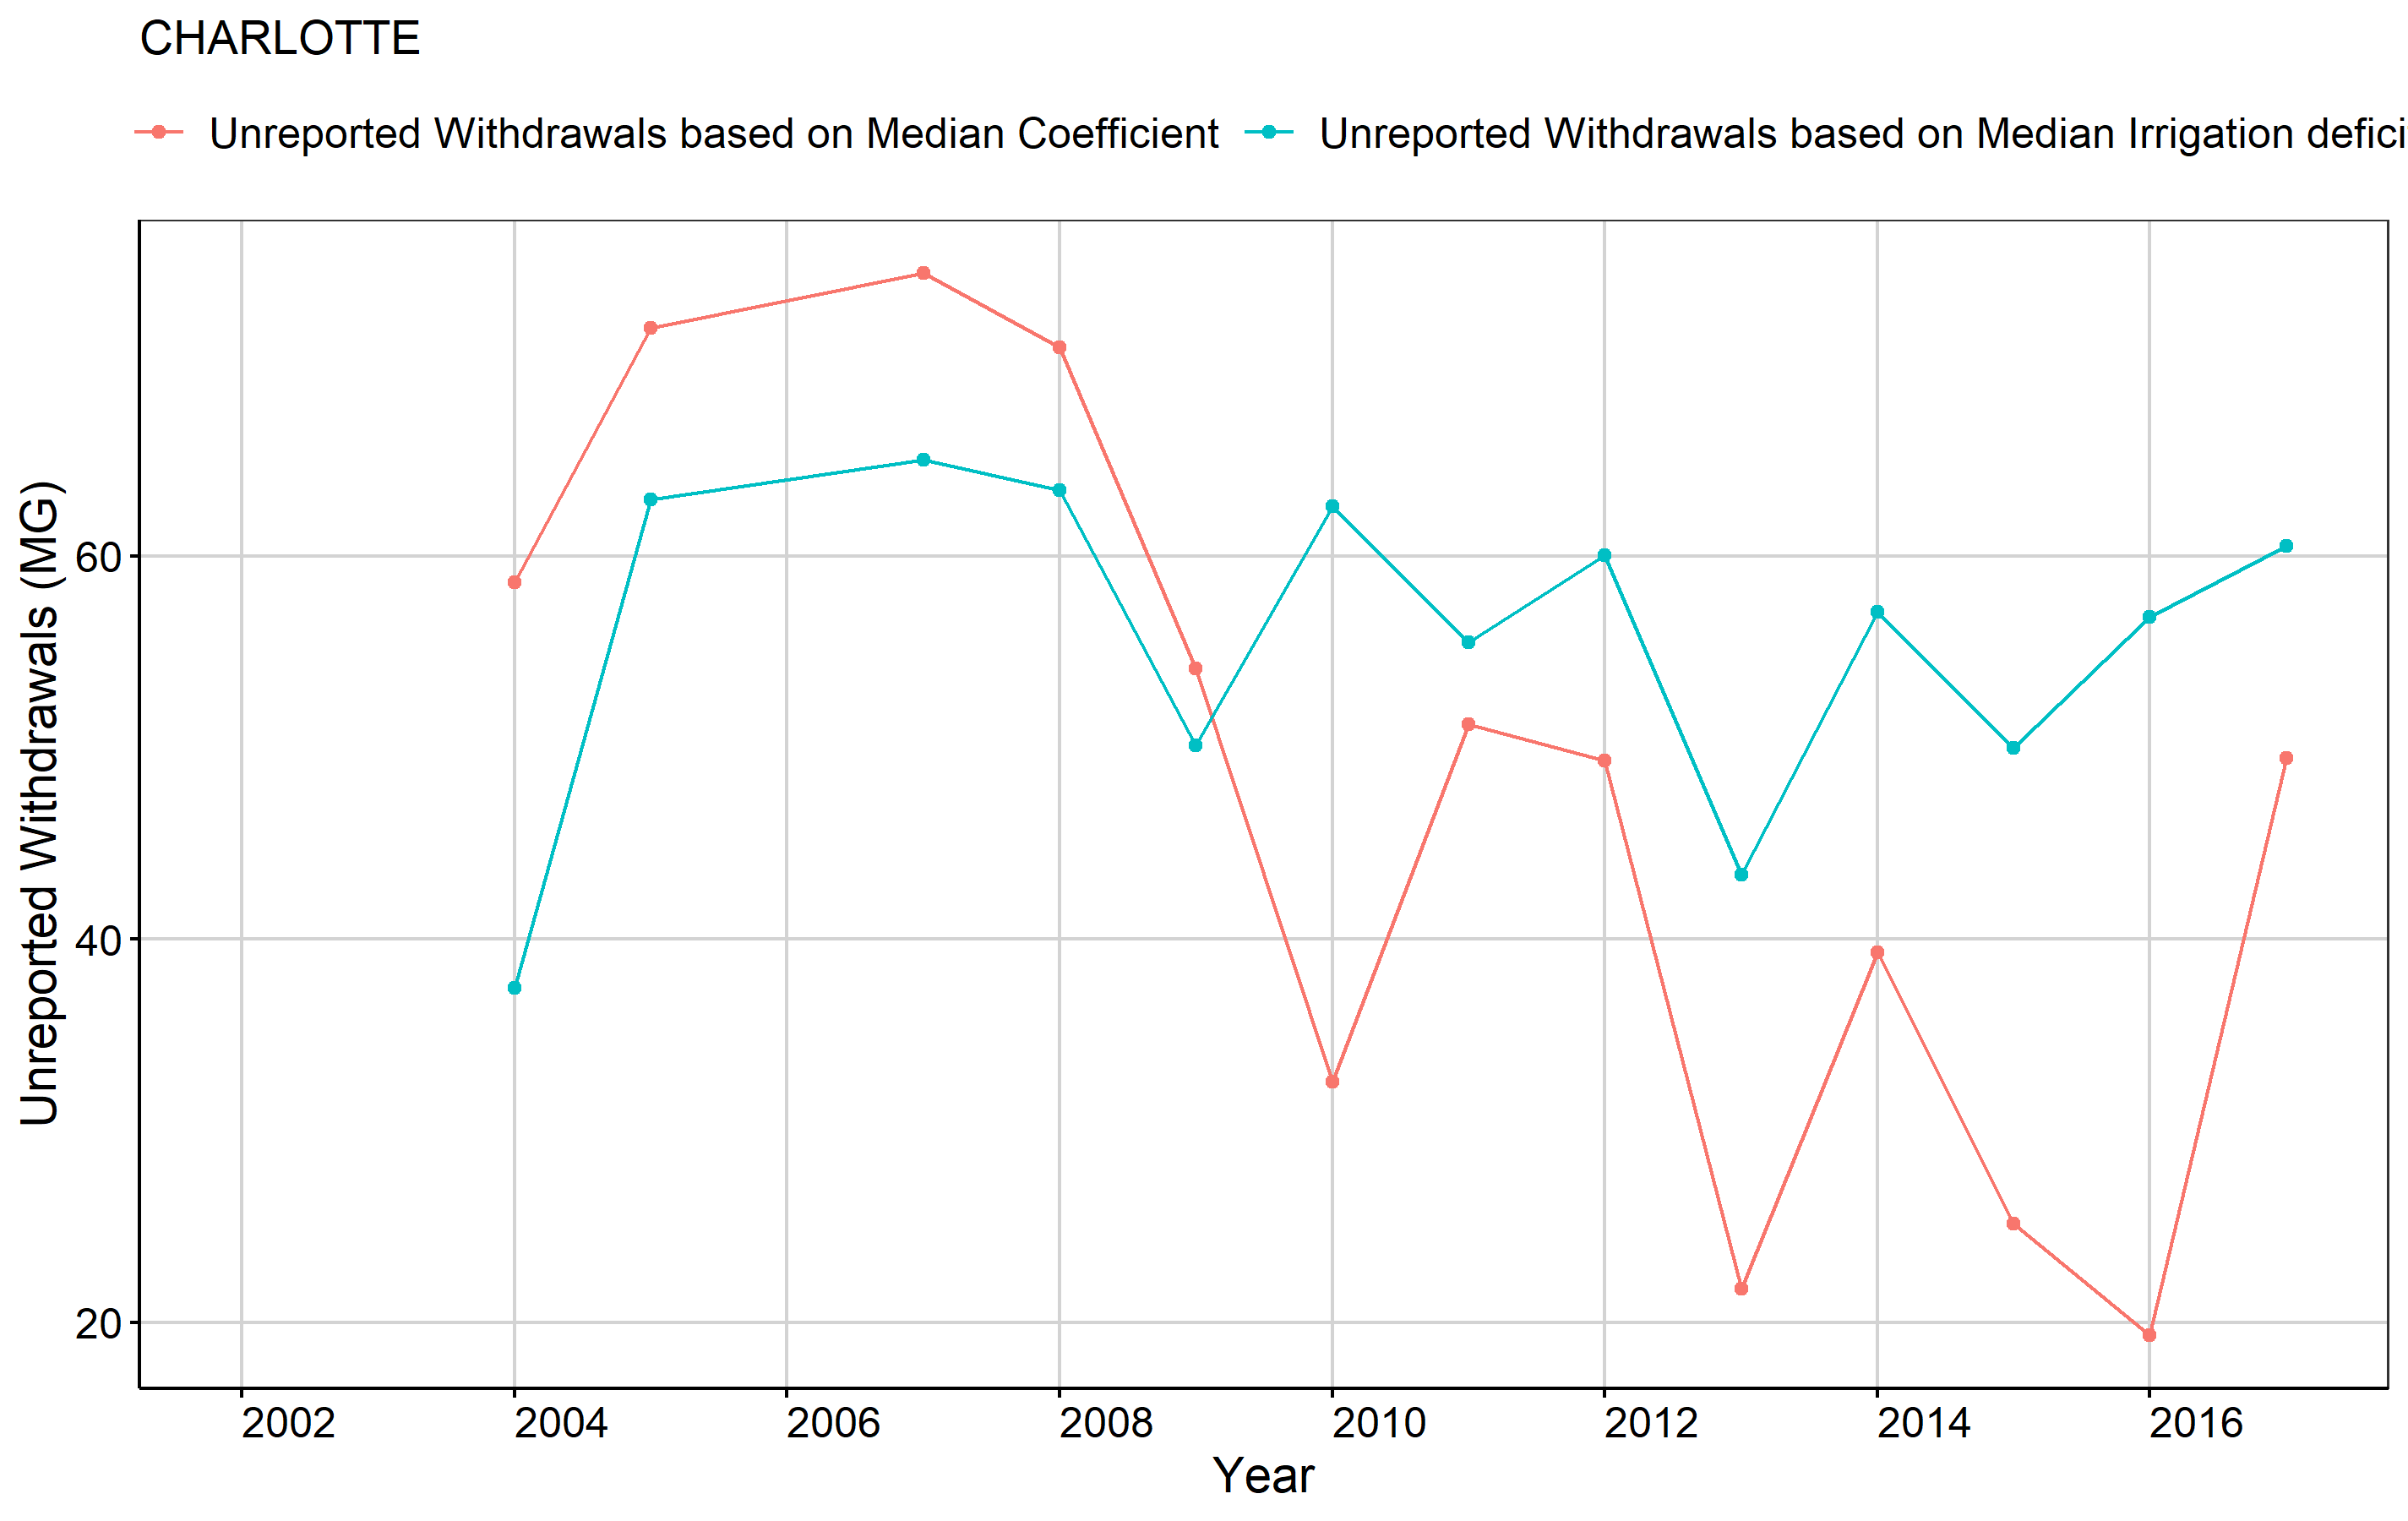 CHARLOTTE
Unreported Withdrawals based on Median Coefficient Unreported Withdrawals based on Median Irrigation defici
Unreported Withdrawals (MG)
60
40
20
2002 2004 2006 2008 2010 2012 2014 2016
Year